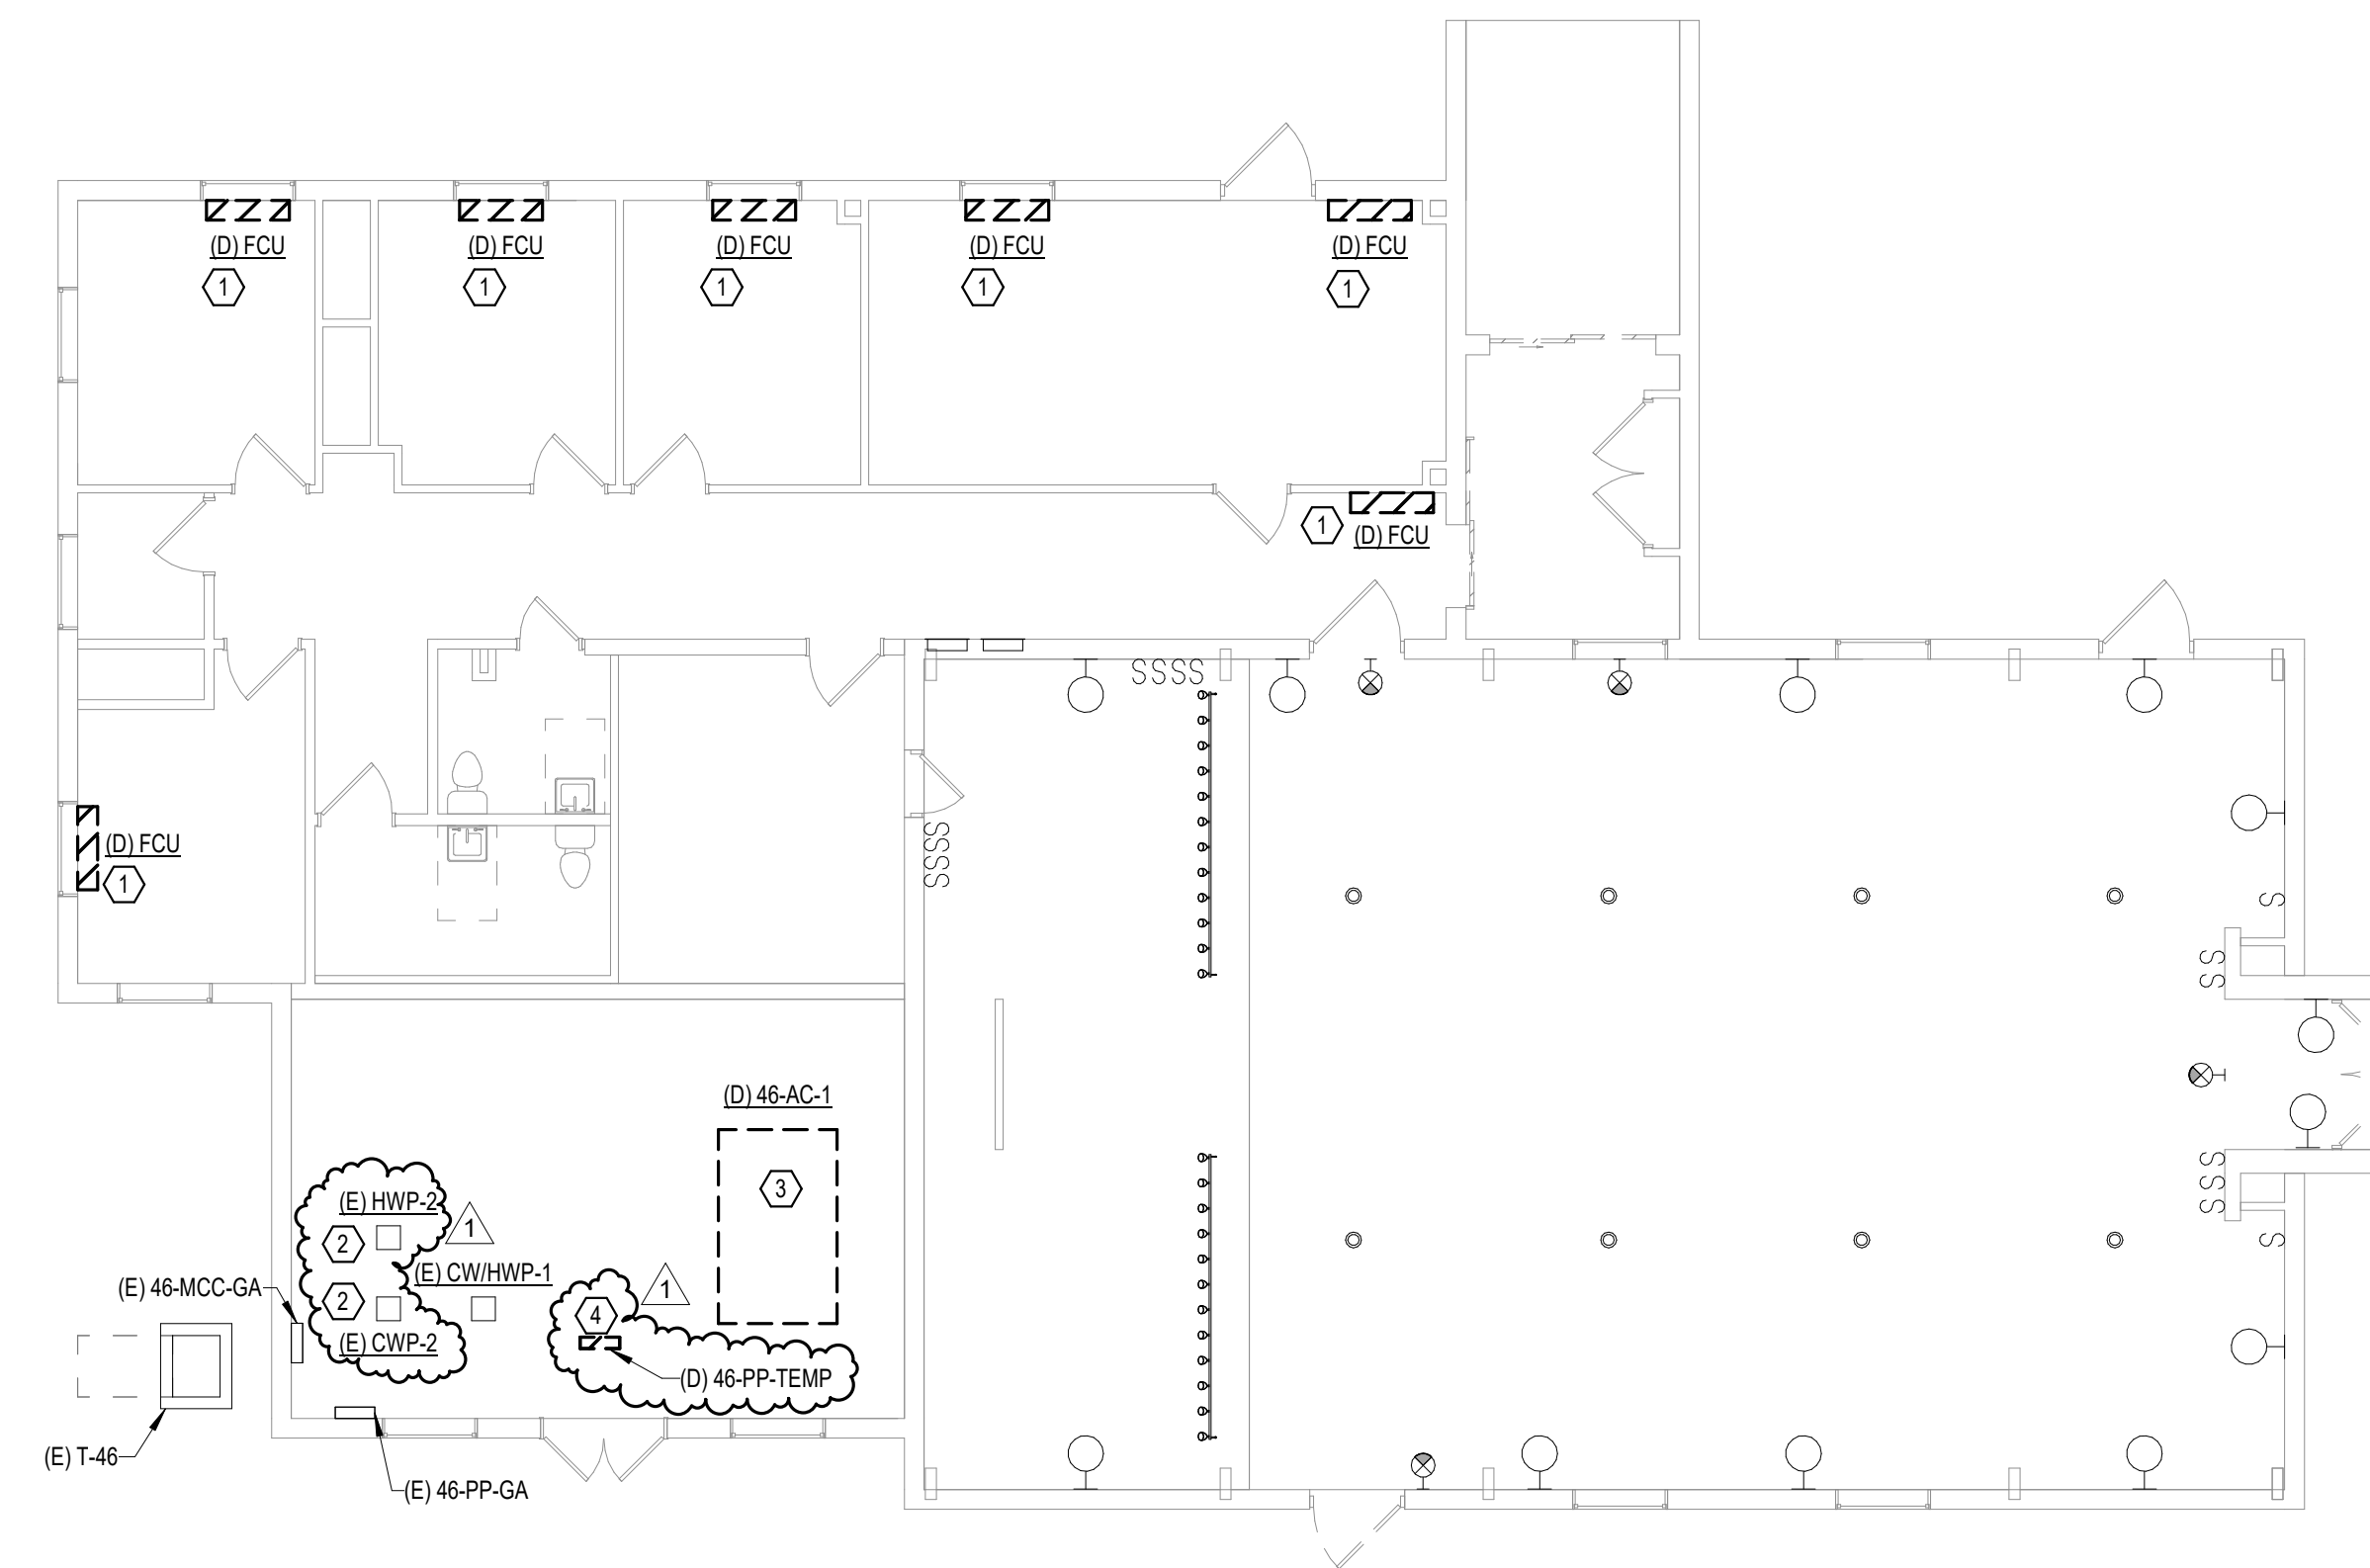 (D) FCU
(D) FCU
(D) FCU
(D) FCU
(D) FCU
1
1
1
1
1
1
(D) FCU
SSSS
SSSS
(D) FCU
1
S
SS
(D) 46-AC-1
3
SSS
S
(E) HWP-2
1
2
(E) CW/HWP-1
(E) 46-MCC-GA
2
1
4
(E) CWP-2
(D) 46-PP-TEMP
(E) T-46
(E) 46-PP-GA